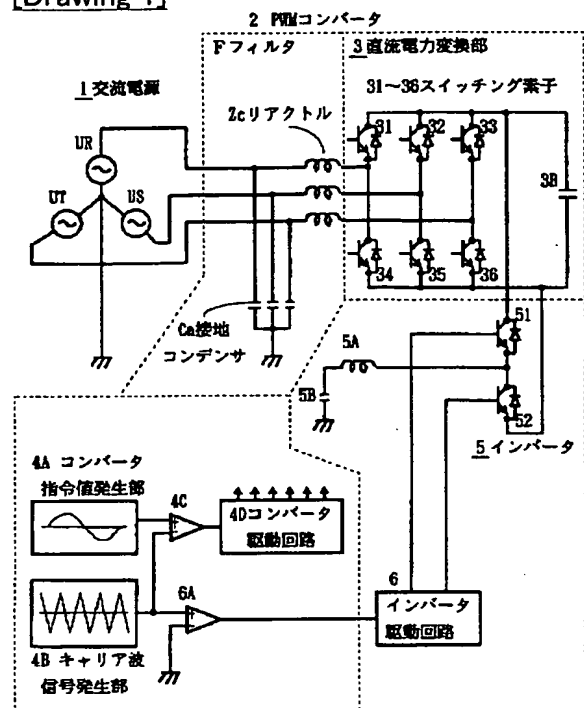 [Drawing 1]
2 PWMコンバータ
Fフィルタ
3直流電力変換部
1交流電源
31～36スイッチング素子
Zcリアクトル
31
32
33
UR
UT
US
3B
34
35
36
Ca接地
コンデンサ
5A
51
5B
52
5インバータ
4A コンバータ
指令値発生部
4C
4Dコンバータ
駆動回路
6A
6
インバータ
駆動回路
4B キャリア波
信号発生部